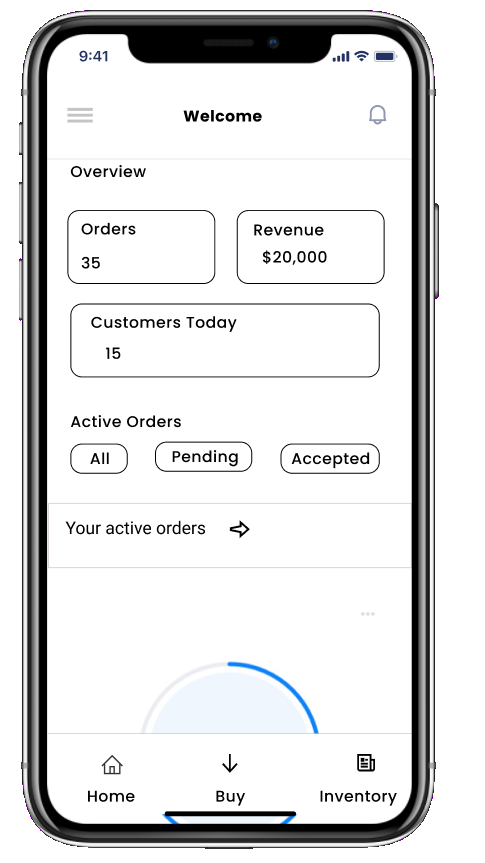 9:41
Welcome
Overview
Orders
35
Revenue
$20,000
Customers Today
15
Active Orders
All Pending Accepted
Your active orders
Home Buy Inventory